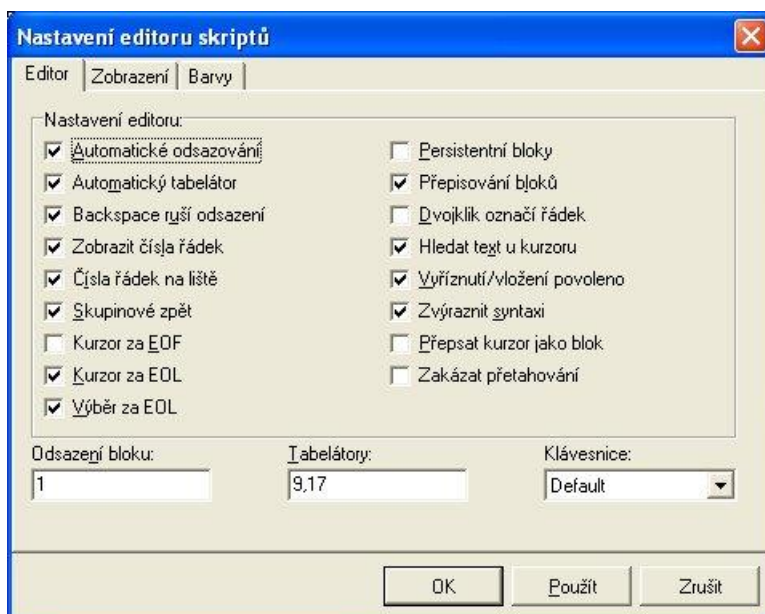 Nastavení editoru skriptů
Editor Zobrazení Barvy
Nastavení editoru:
Automatické odsazování
Automatický tabelátor
Backspace ruší odsazení
Zobrazit čísla řádek
Čísla řádek na liště
Skupinové zpět
Kurzor za EOF
Kurzor za EOL
Výběr za EOL
Persistentní bloky
Přepisování bloků
Dvojklik označí řádek
Hledat text u kurzoru
Vyříznutí/vložení povoleno
Zvýraznit syntaxi
Přepsat kurzor jako blok
Zakázat přetahování
Odsazení bloku:
1
Tabelátory:
9,17
Klávesnice:
Default
OK Použít Zrušit